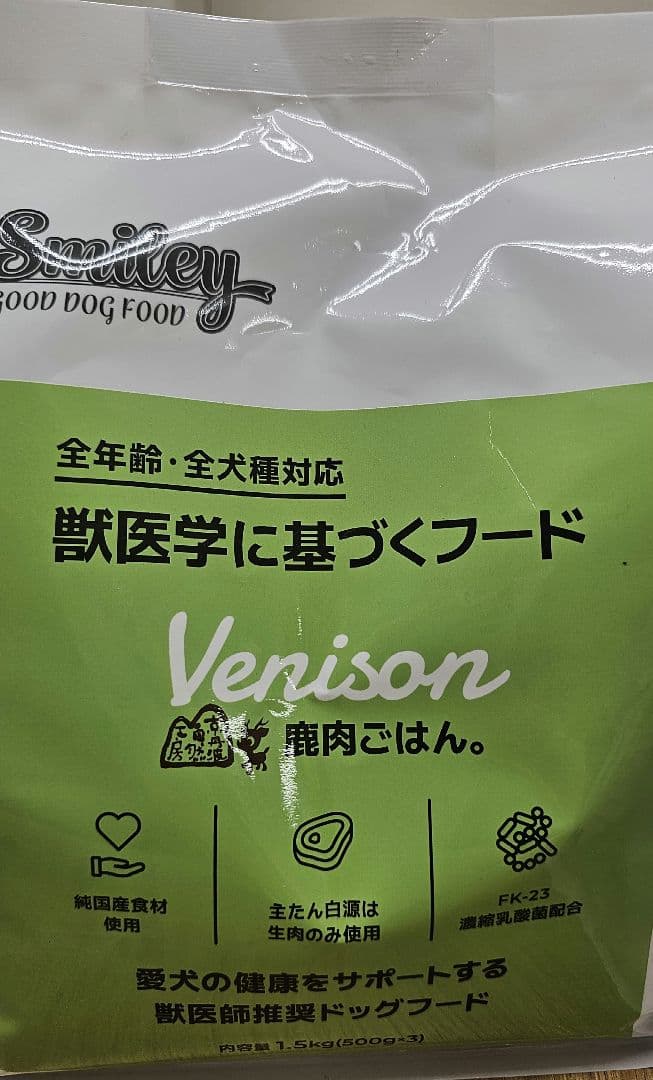 Smiley
GOOD DOG FOOD
全年齢・全犬種対応
獣医学に基づくフード
Venison
鹿肉ごはん。
純国産食材
使用
主たん白源は
生肉のみ使用
FK-23
濃縮乳酸菌配合
愛犬の健康をサポートする
獣医師推奨ドッグフード
内容量 1.5kg(500g×3)